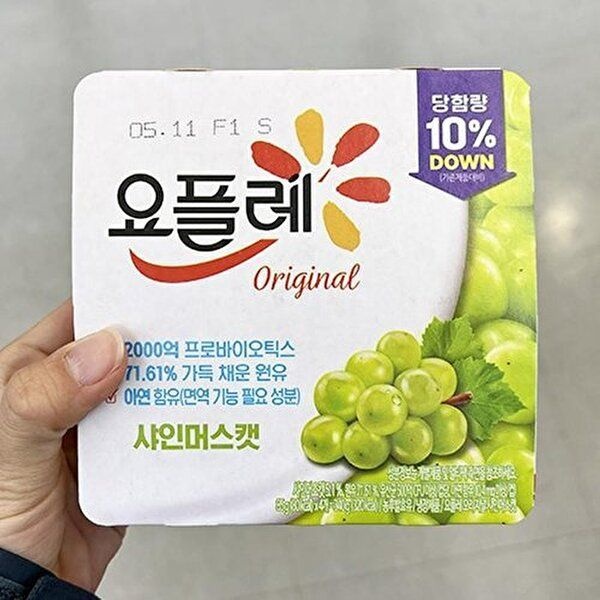 05.11 F1 S
당함량
10%
DOWN
(기존제품대비)
요플레
Original
2000억 프로바이오틱스
71.61% 가득 채운 원유
아연 함유(면역 기능 필요 성분)
샤인머스캣